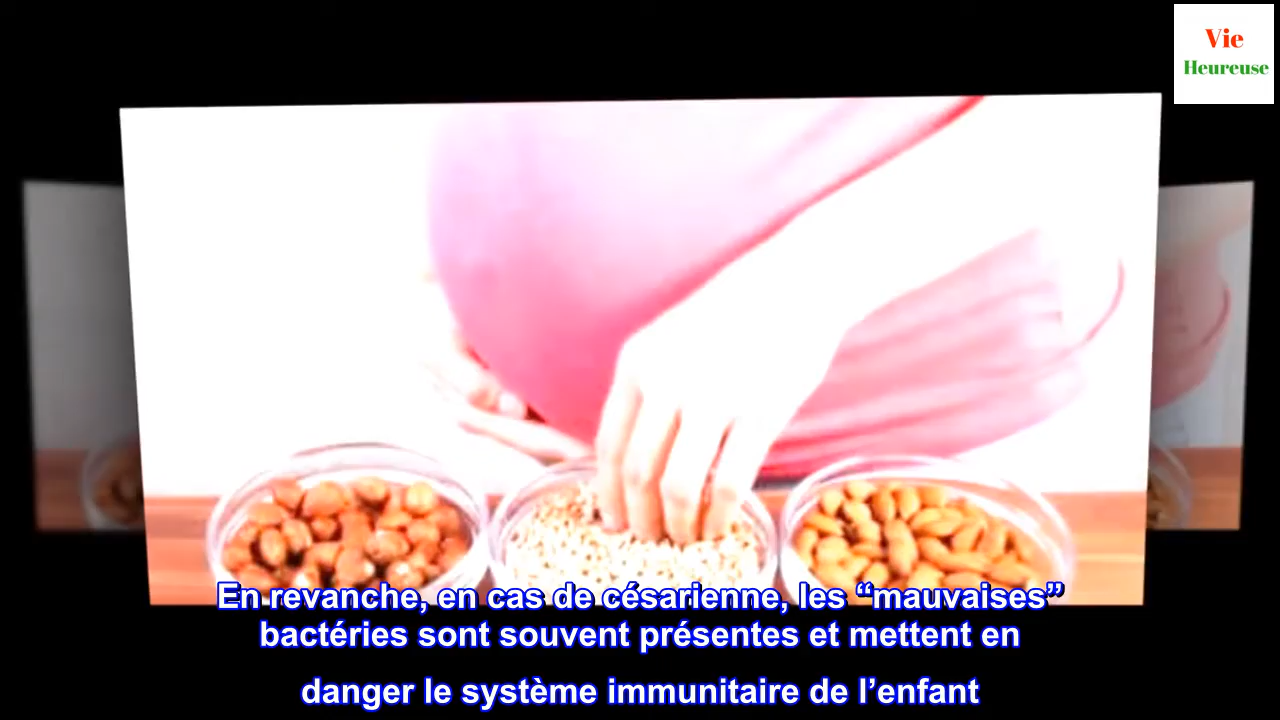 Vie
Heureuse
En revanche, en cas de césarienne, les “mauvaises”
bactéries sont souvent présentes et mettent en
danger le système immunitaire de l’enfant